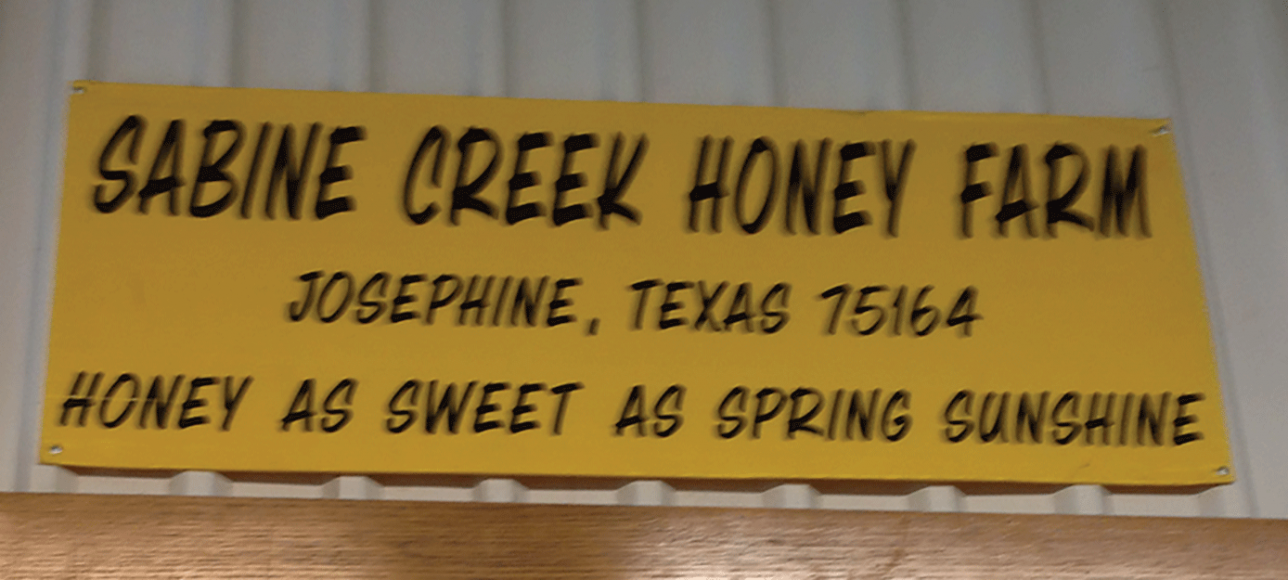 SABINE CREEK HONEY FARM
JOSEPHINE, TEXAS 75164
HONEY AS SWEET AS SPRING SUNSHINE